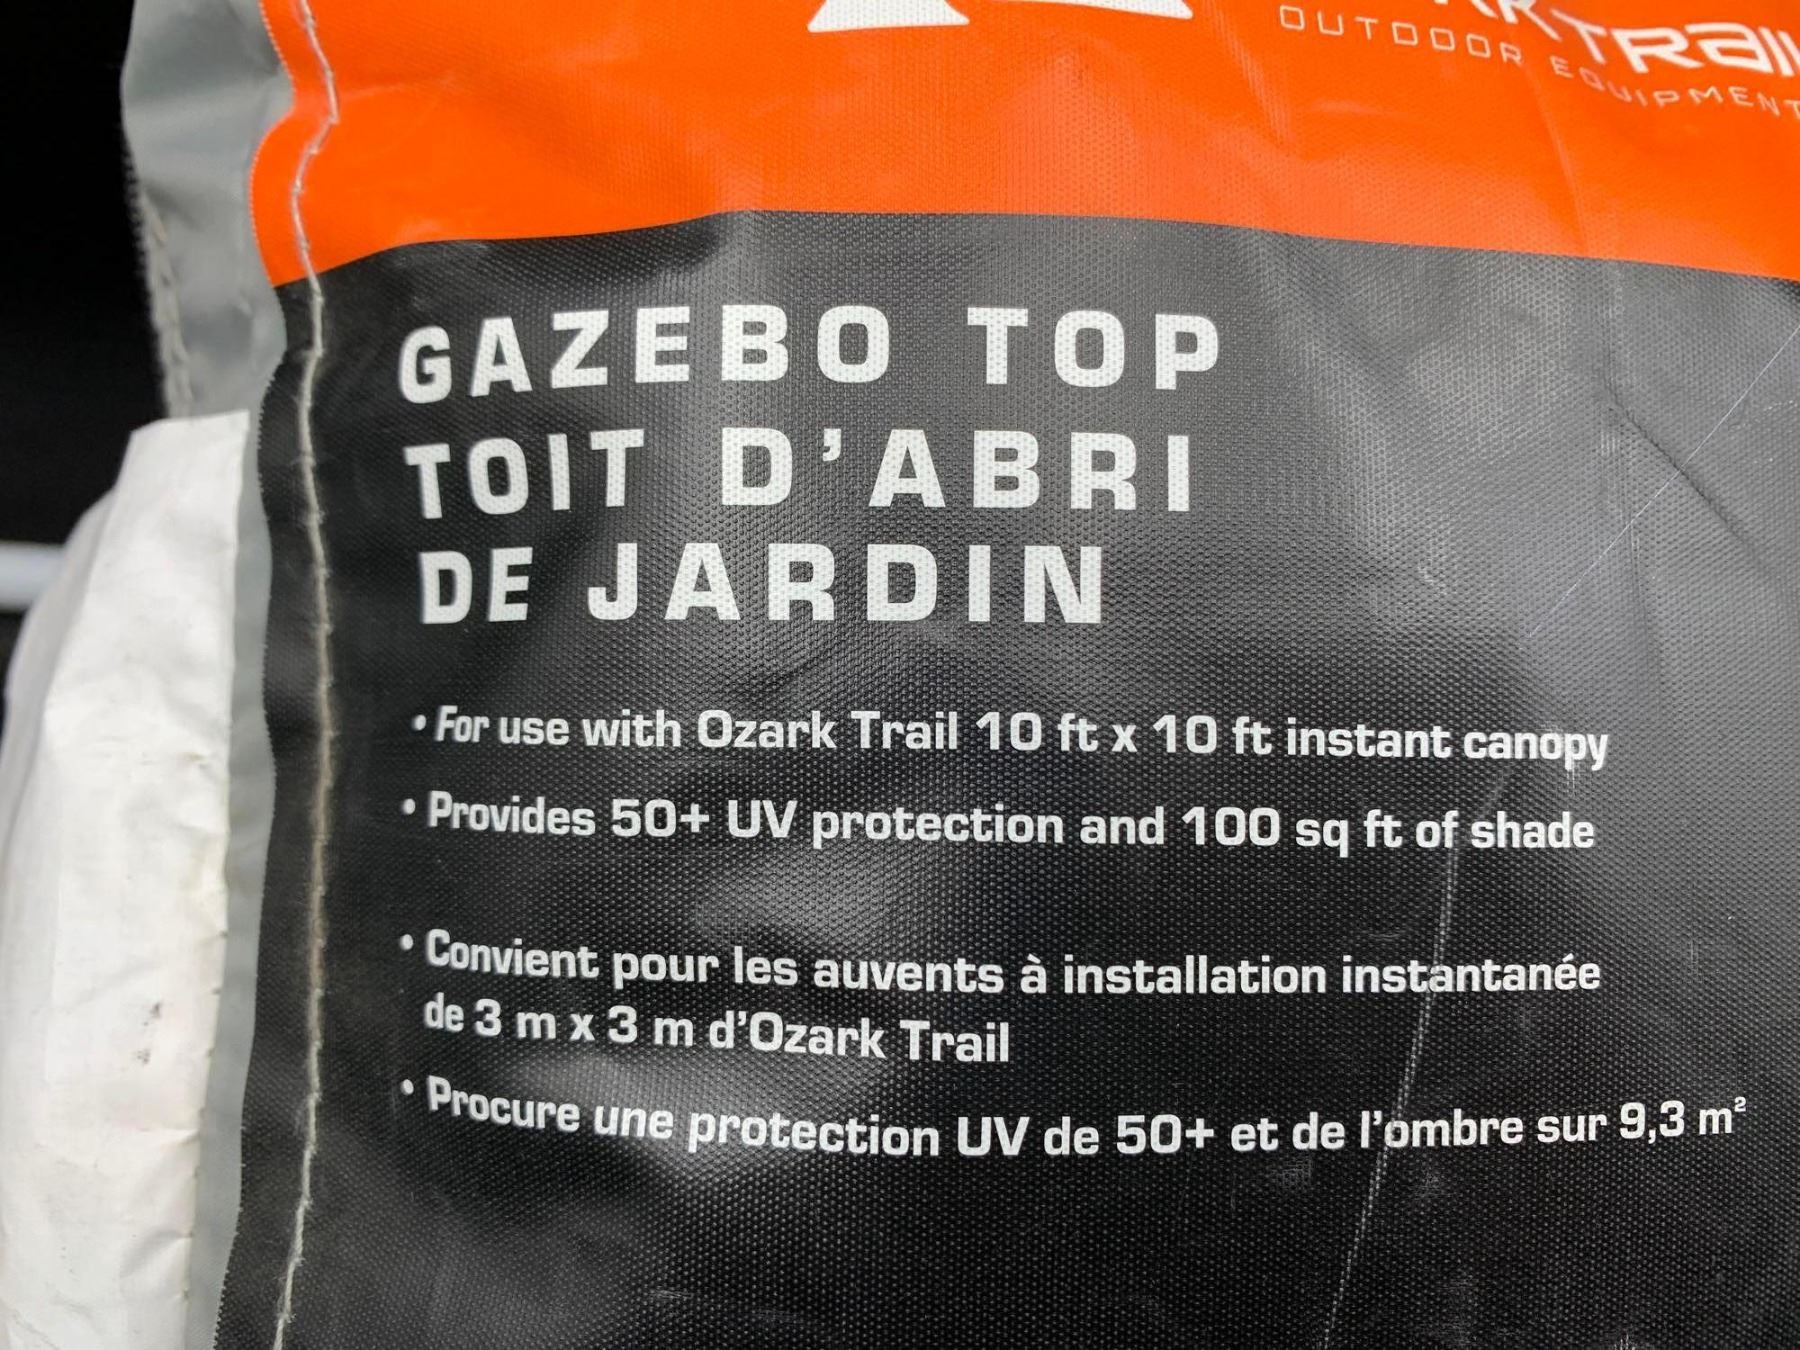 TRail
OUTDOOR EQUIPMENT
GAZEBO TOP
TOIT D'ABRI
DE JARDIN
• For use with Ozark Trail 10 ft x 10 ft instant canopy
• Provides 50+ UV protection and 100 sq ft of shade
• Convient pour les auvents à installation instantanée
de 3 m x 3 m d'Ozark Trail
• Procure une protection UV de 50+ et de l'ombre sur 9,3 m²